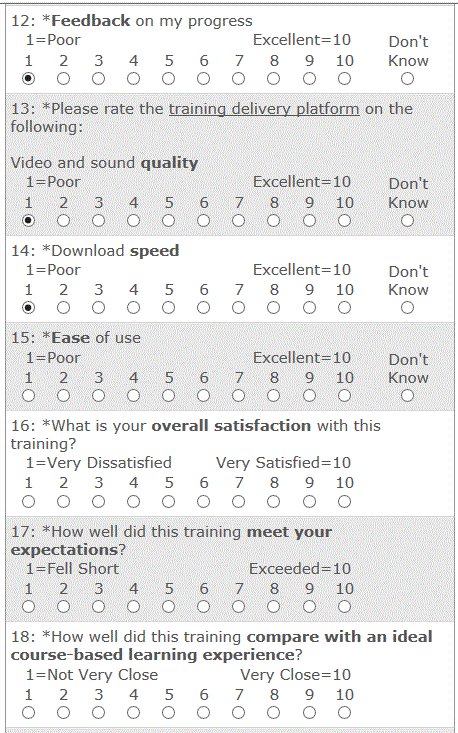 12: *Feedback on my progress
1=Poor Excellent=10 Don't
1 2 3 4 5 6 7 8 9 10 Know
13: *Please rate the training delivery platform on the
following:
Video and sound quality
1=Poor Excellent=10 Don't
1 2 3 4 5 6 7 8 9 10 Know
14: *Download speed
1=Poor Excellent=10 Don't
1 2 3 4 5 6 7 8 9 10 Know
15: *Ease of use
1=Poor Excellent=10 Don't
1 2 3 4 5 6 7 8 9 10 Know
16: *What is your overall satisfaction with this
training?
1=Very Dissatisfied Very Satisfied=10
1 2 3 4 5 6 7 8 9 10
17: *How well did this training meet your
expectations?
1=Fell Short Exceeded=10
1 2 3 4 5 6 7 8 9 10
18: *How well did this training compare with an ideal
course-based learning experience?
1=Not Very Close Very Close=10
1 2 3 4 5 6 7 8 9 10